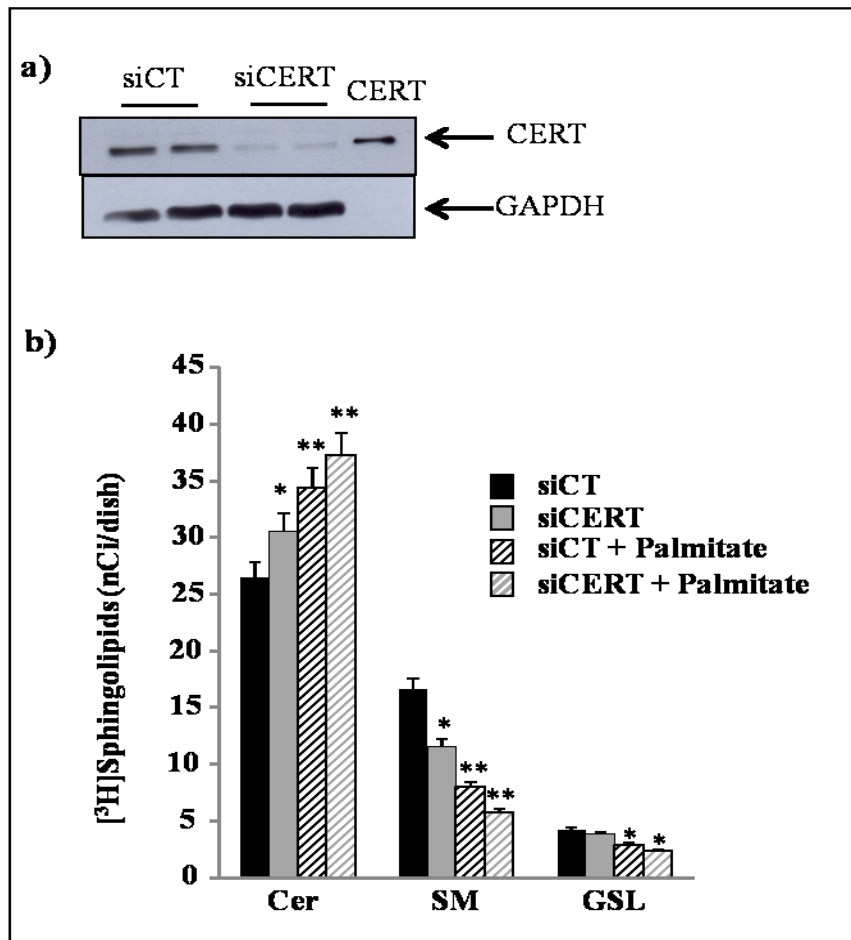 a)
siCT siCERT CERT
CERT
GAPDH
b)
[³H]Sphingolipids (nCi/dish)
45
40
35
30
25
20
15
10
5
0
* ** **
* ** **
* *
siCT
siCERT
siCT + Palmitate
siCERT + Palmitate
Cer SM GSL